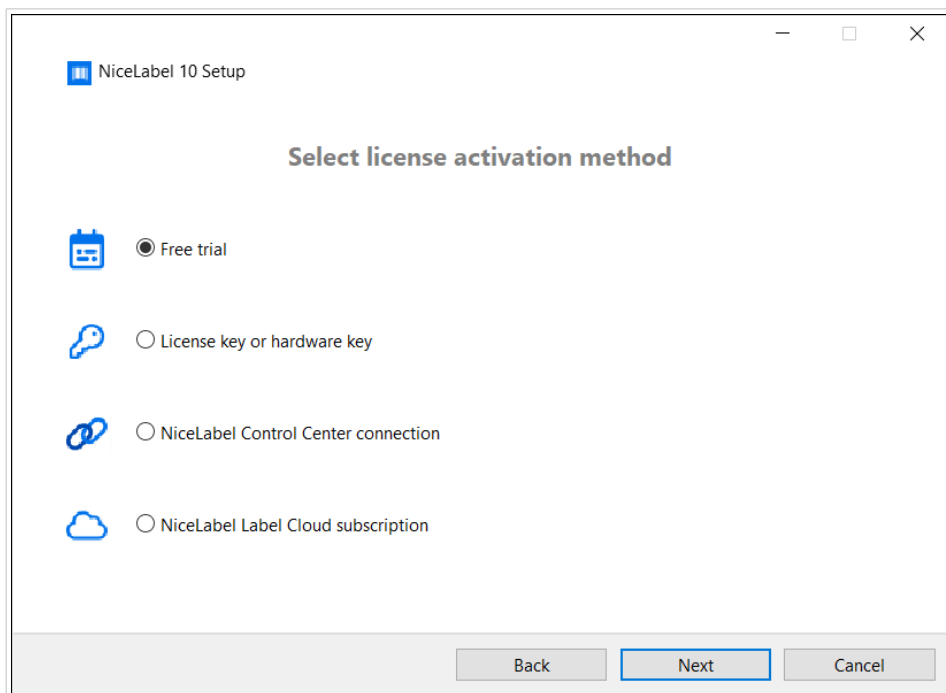 NiceLabel 10 Setup
Select license activation method
Free trial
License key or hardware key
NiceLabel Control Center connection
NiceLabel Label Cloud subscription
Back Next Cancel